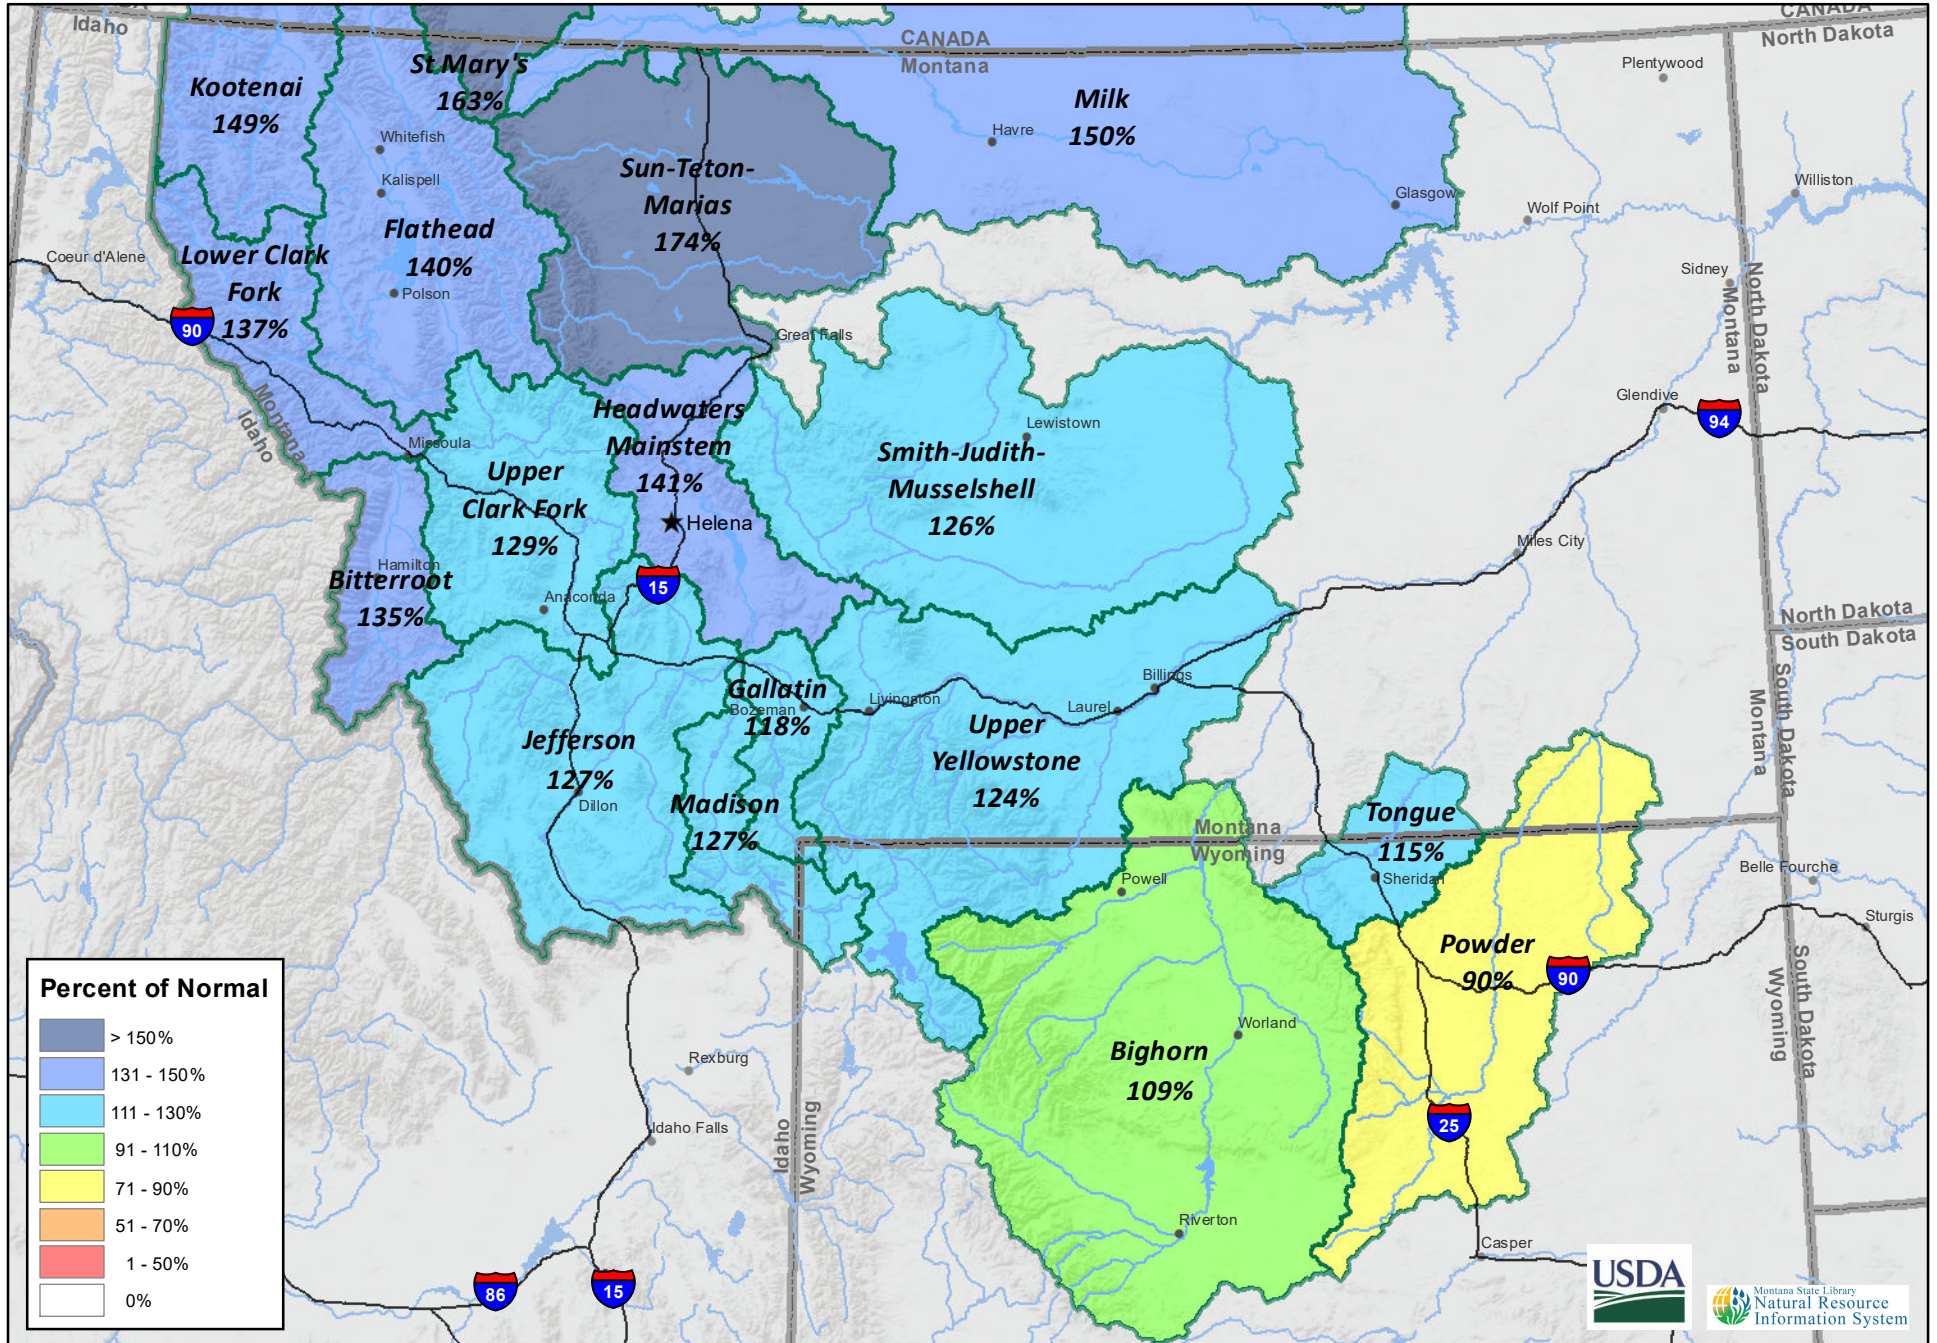 CANADA
Idaho
CANADA
Montana
CANADA
North Dakota
Kootenai
149%
St Mary's
163%
Milk
150%
Plentywood
Whitefish
Havre
Kalispell
Sun-Teton-
Marias
174%
Glasgow
Wolf Point
Williston
Flathead
140%
Lower Clark
Fork
137%
Coeur d'Alene
Polson
90
Sidney
North Dakota
Montana
Great Falls
Montana
Idaho
Glendive
94
Headwaters
Mainstem
141%
Lewistown
Missoula
Smith-Judith-
Musselshell
126%
Upper
Clark Fork
129%
Helena
Miles City
Hamilton
Bitterroot
135%
15
Anaconda
North Dakota
South Dakota
Gallatin
Bozeman
118%
Livingston
Billings
Laurel
South Dakota
Montana
Jefferson
127%
Dillon
Upper
Yellowstone
124%
Madison
127%
Tongue
115%
Montana
Wyoming
Powell
Sheridan
Belle Fourche
Sturgis
Powder
90%
90
South Dakota
Wyoming
Worland
Bighorn
109%
Rexburg
25
Idaho Falls
Idaho
Wyoming
Riverton
Casper
86
15
Percent of Normal
> 150%
131 - 150%
111 - 130%
91 - 110%
71 - 90%
51 - 70%
1 - 50%
0%
USDA
Montana State Library
Natural Resource
Information System